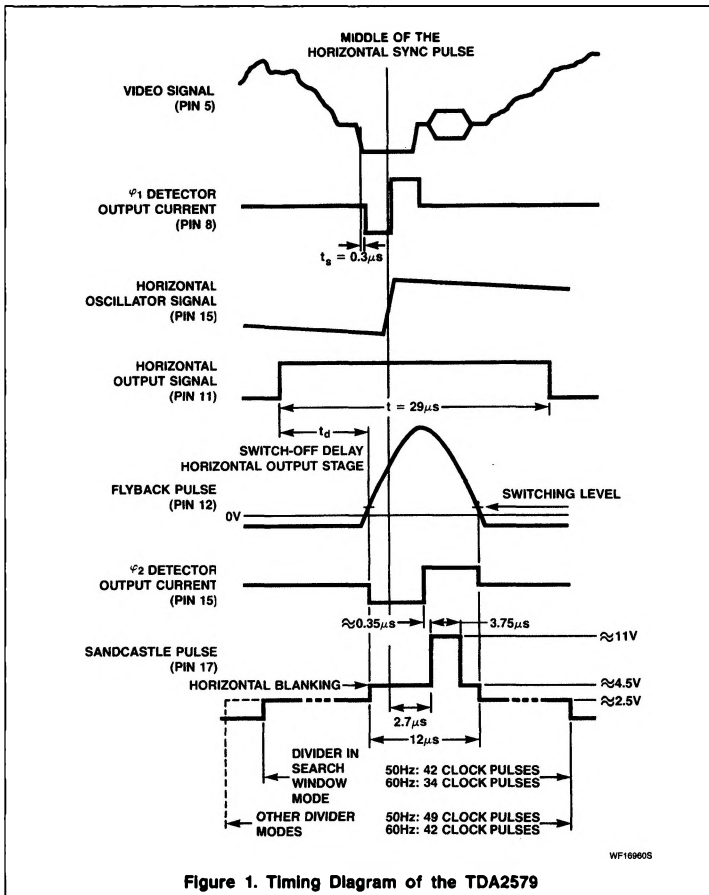 MIDDLE OF THE
HORIZONTAL SYNC PULSE
VIDEO SIGNAL
(PIN 5)
φ1 DETECTOR
OUTPUT CURRENT
(PIN 8)
ts = 0.3μs
HORIZONTAL
OSCILLATOR SIGNAL
(PIN 15)
HORIZONTAL
OUTPUT SIGNAL
(PIN 11)
t = 29μs
td
SWITCH-OFF DELAY
HORIZONTAL OUTPUT STAGE
FLYBACK PULSE
(PIN 12)
SWITCHING LEVEL
0V
φ2 DETECTOR
OUTPUT CURRENT
(PIN 15)
≈0.35μs
3.75μs
≈11V
SANDCASTLE PULSE
(PIN 17)
HORIZONTAL BLANKING
≈4.5V
≈2.5V
2.7μs
12μs
DIVIDER IN
SEARCH
WINDOW
MODE
50Hz: 42 CLOCK PULSES
60Hz: 34 CLOCK PULSES
OTHER DIVIDER
MODES
50Hz: 49 CLOCK PULSES
60Hz: 42 CLOCK PULSES
WF16960S
Figure 1. Timing Diagram of the TDA2579